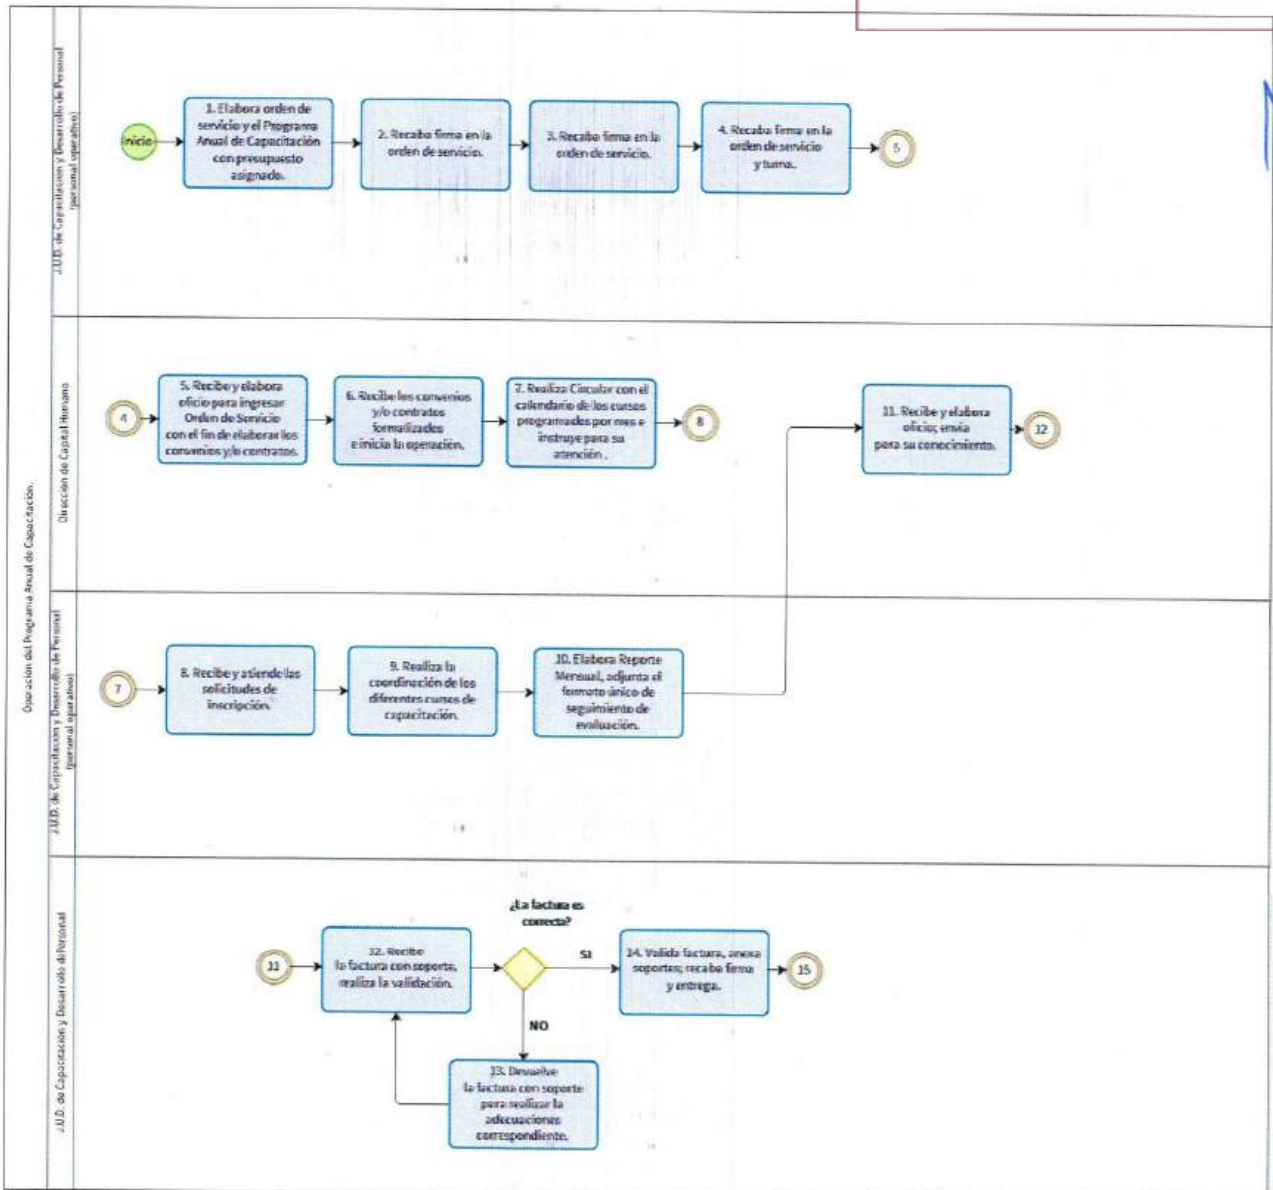 Operación del Programa Anual de Capacitación.
J.U.D. de Capacitación y Desarrollo de Personal
(personal operativo)
Inicio
1. Elabora orden de
servicio y el Programa
Anual de Capacitación
con presupuesto
asignado.
2. Recaba firma en la
orden de servicio.
3. Recaba firma en la
orden de servicio.
4. Recaba firma en la
orden de servicio
y turna.
5
Dirección de Capital Humano
4
5. Recibe y elabora
oficio para ingresar
Orden de Servicio
con el fin de elaborar los
convenios y/o contratos.
6. Recibe los convenios
y/o contratos
formalizados
e inicia la operación.
7. Realiza Circular con el
calendario de los cursos
programados por mes e
instruye para su
atención .
8
11. Recibe y elabora
oficio; envía
para su conocimiento.
12
J.U.D. de Capacitación y Desarrollo de Personal
(personal operativo)
7
8. Recibe y atiende las
solicitudes de
inscripción.
9. Realiza la
coordinación de los
diferentes cursos de
capacitación.
10. Elabora Reporte
Mensual, adjunta el
formato único de
seguimiento de
evaluación.
J.U.D. de Capacitación y Desarrollo de Personal
11
12. Recibe
la factura con soporte,
realiza la validación.
¿La factura es
correcta?
SI
NO
13. Devuelve
la factura con soporte
para realizar la
adecuaciones
correspondiente.
14. Valida factura, anexa
soportes; recaba firma
y entrega.
15